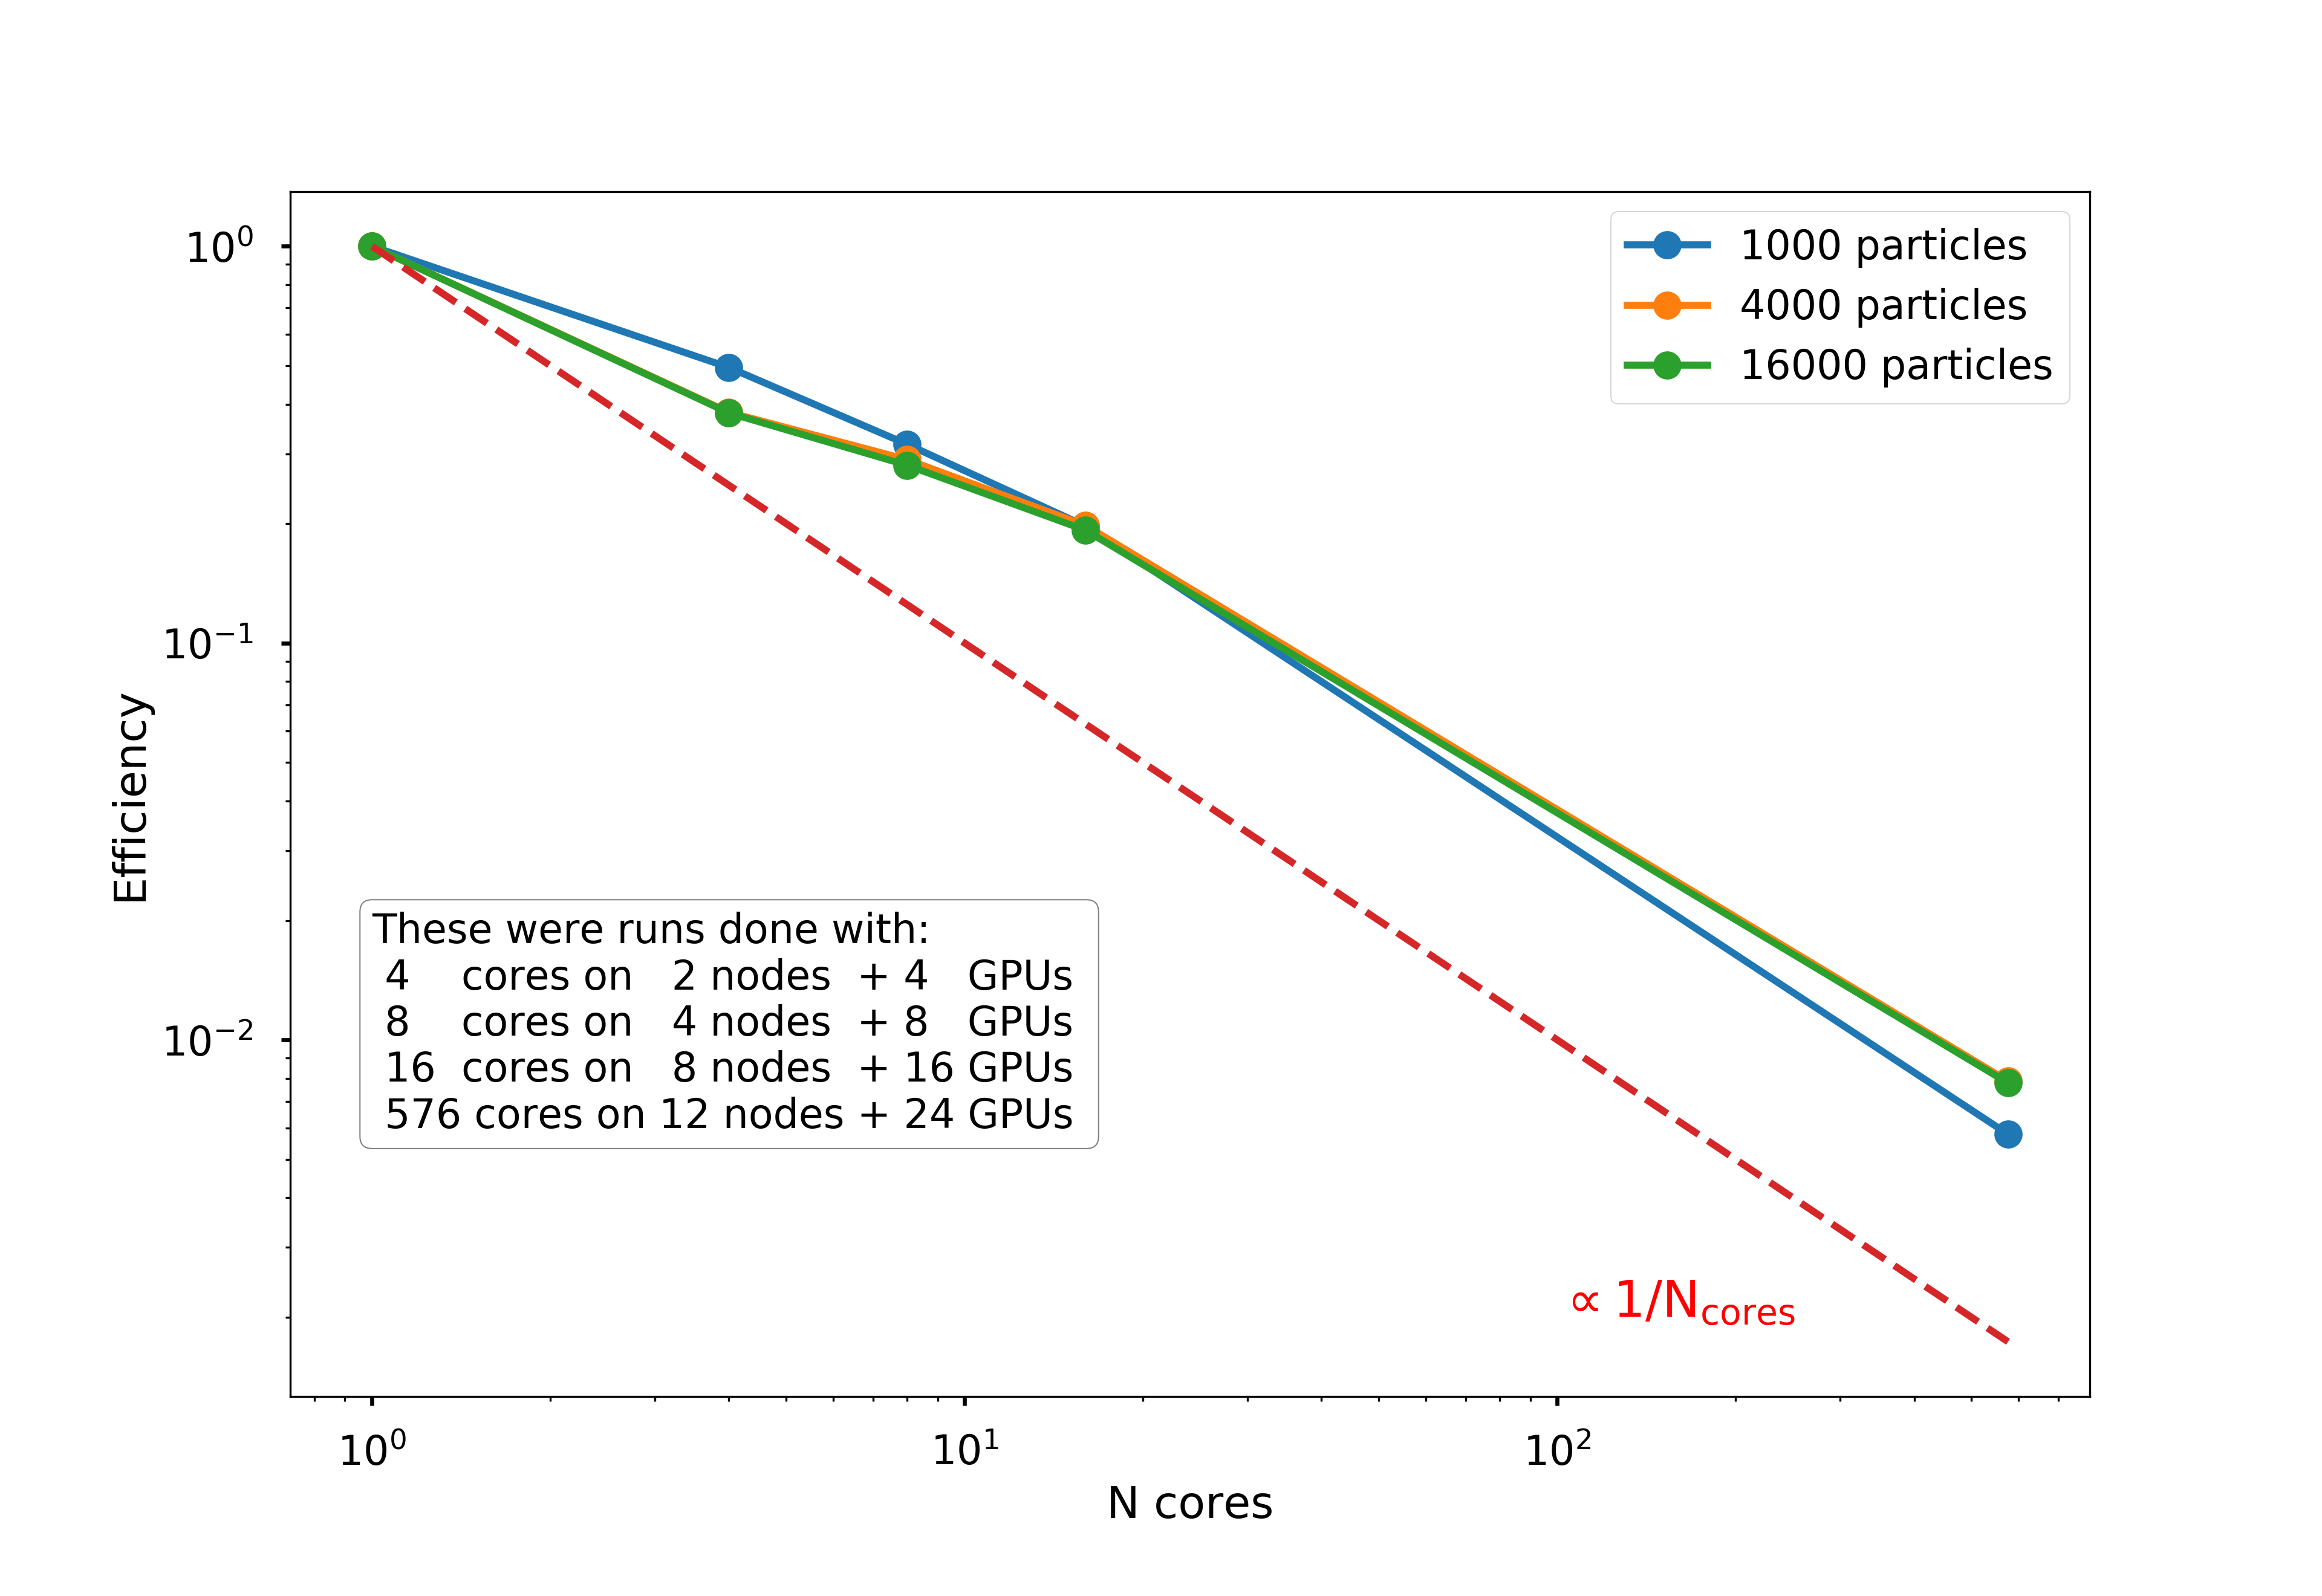 10⁰
10⁻¹
10⁻²
Efficiency
1000 particles
4000 particles
16000 particles
These were runs done with:
4 cores on 2 nodes + 4 GPUs
8 cores on 4 nodes + 8 GPUs
16 cores on 8 nodes + 16 GPUs
576 cores on 12 nodes + 24 GPUs
∝ 1/N_cores
10⁰ 10¹ 10²
N cores